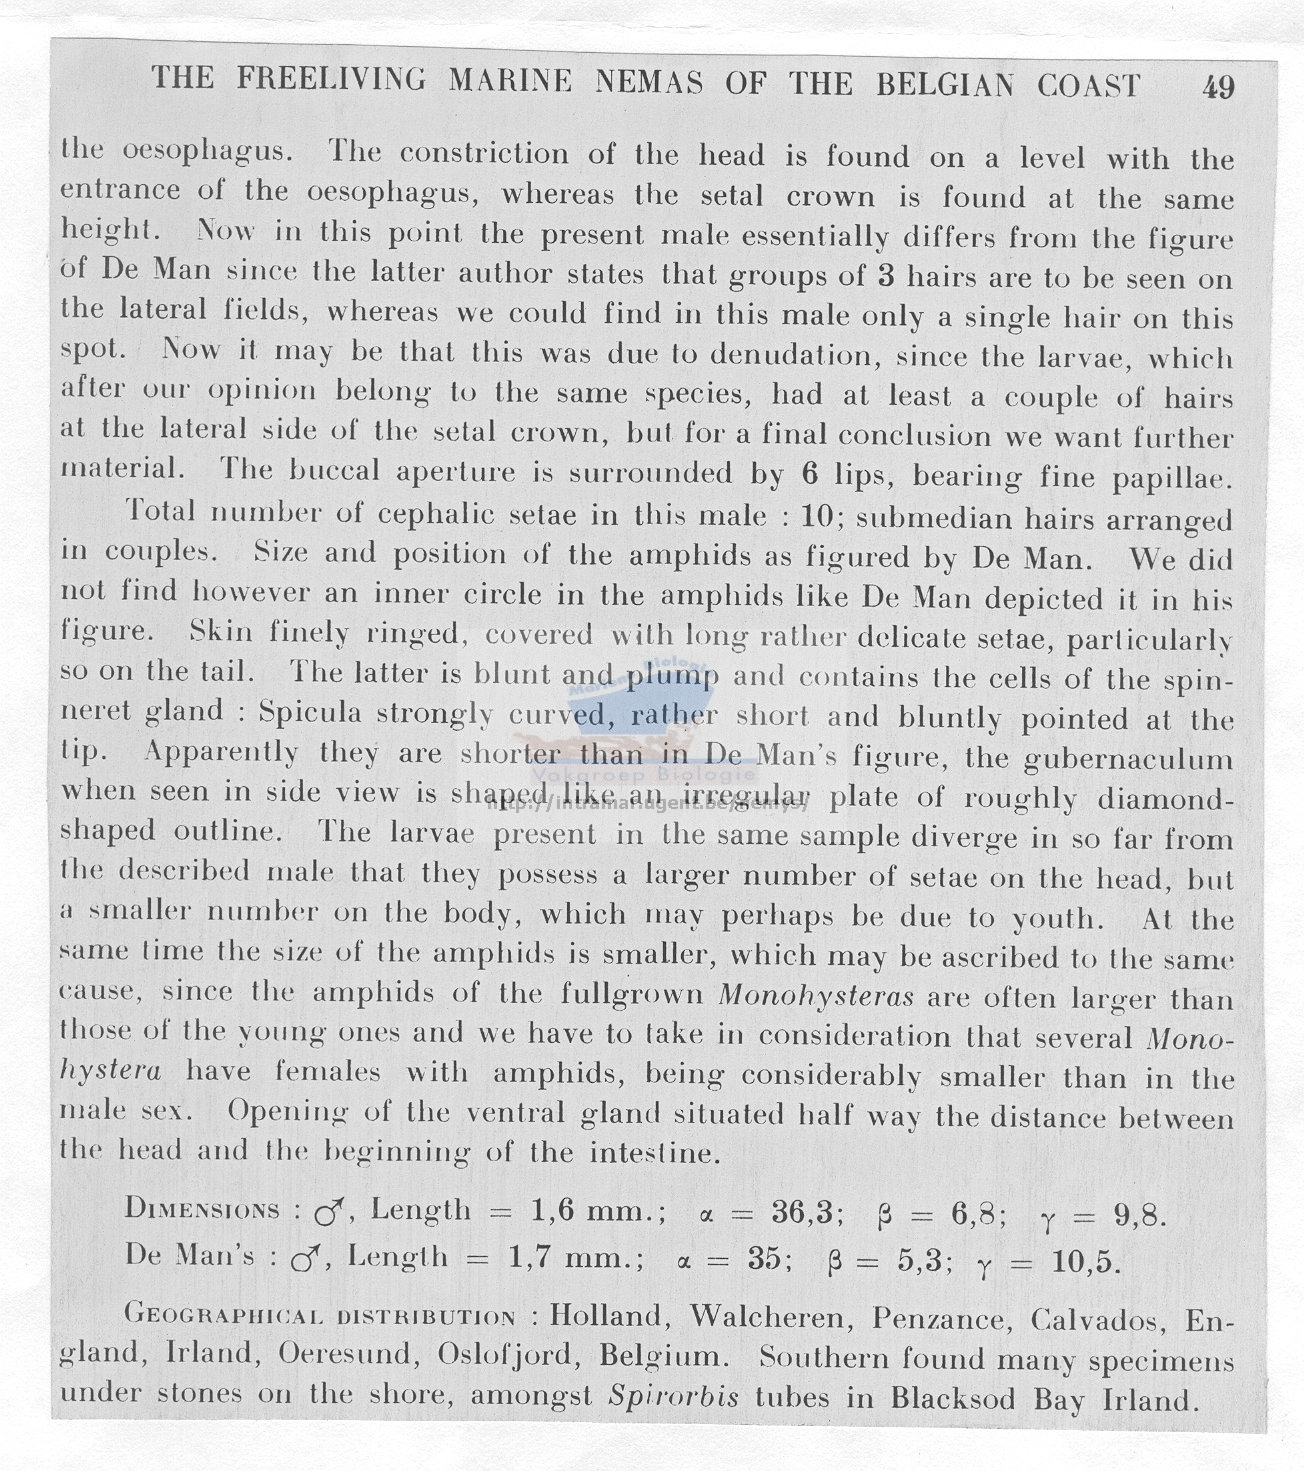 THE FREELIVING MARINE NEMAS OF THE BELGIAN COAST 49
the oesophagus. The constriction of the head is found on a level with the
entrance of the oesophagus, whereas the setal crown is found at the same
height. Now in this point the present male essentially differs from the figure
of De Man since the latter author states that groups of 3 hairs are to be seen on
the lateral fields, whereas we could find in this male only a single hair on this
spot. Now it may be that this was due to denudation, since the larvae, which
after our opinion belong to the same species, had at least a couple of hairs
at the lateral side of the setal crown, but for a final conclusion we want further
material. The buccal aperture is surrounded by 6 lips, bearing fine papillae.
Total number of cephalic setae in this male : 10; submedian hairs arranged
in couples. Size and position of the amphids as figured by De Man. We did
not find however an inner circle in the amphids like De Man depicted it in his
figure. Skin finely ringed, covered with long rather delicate setae, particularly
so on the tail. The latter is blunt and plump and contains the cells of the spin-
neret gland : Spicula strongly curved, rather short and bluntly pointed at the
tip. Apparently they are shorter than in De Man's figure, the gubernaculum
when seen in side view is shaped like an irregular plate of roughly diamond-
shaped outline. The larvae present in the same sample diverge in so far from
the described male that they possess a larger number of setae on the head, but
a smaller number on the body, which may perhaps be due to youth. At the
same time the size of the amphids is smaller, which may be ascribed to the same
cause, since the amphids of the fullgrown Monohysteras are often larger than
those of the young ones and we have to take in consideration that several Mono-
hystera have females with amphids, being considerably smaller than in the
male sex. Opening of the ventral gland situated half way the distance between
the head and the beginning of the intestine.
DIMENSIONS : ♂, Length = 1,6 mm.; α = 36,3; β = 6,8; γ = 9,8.
De Man's : ♂, Length = 1,7 mm.; α = 35; β = 5,3; γ = 10,5.
GEOGRAPHICAL DISTRIBUTION : Holland, Walcheren, Penzance, Calvados, En-
gland, Irland, Oeresund, Oslofjord, Belgium. Southern found many specimens
under stones on the shore, amongst Spirorbis tubes in Blacksod Bay Irland.
Vakgroep Biologie